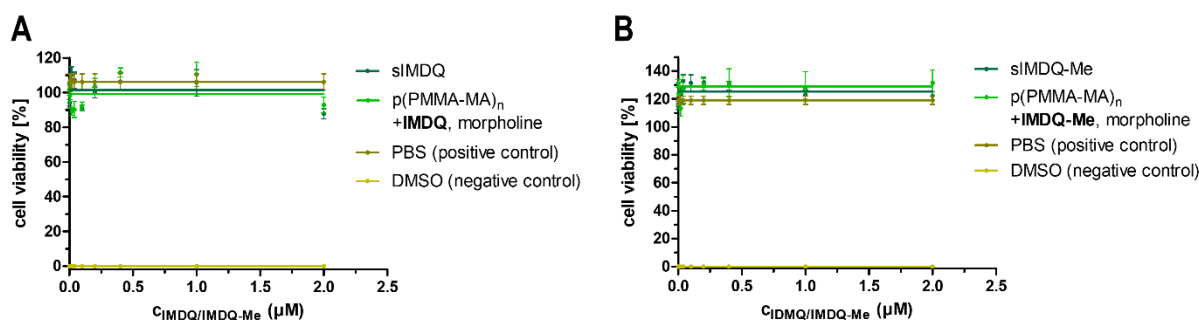 A
cell viability [%]
120
100
80
60
40
20
0
0.0 0.5 1.0 1.5 2.0 2.5
cIMDQ/IMDQ-Me (µM)
sIMDQ
p(PMMA-MA)n
+IMDQ, morpholine
PBS (positive control)
DMSO (negative control)
B
cell viability [%]
140
120
100
80
60
40
20
0
0.0 0.5 1.0 1.5 2.0 2.5
cIDMQ/IMDQ-Me (µM)
sIMDQ-Me
p(PMMA-MA)n
+IMDQ-Me, morpholine
PBS (positive control)
DMSO (negative control)